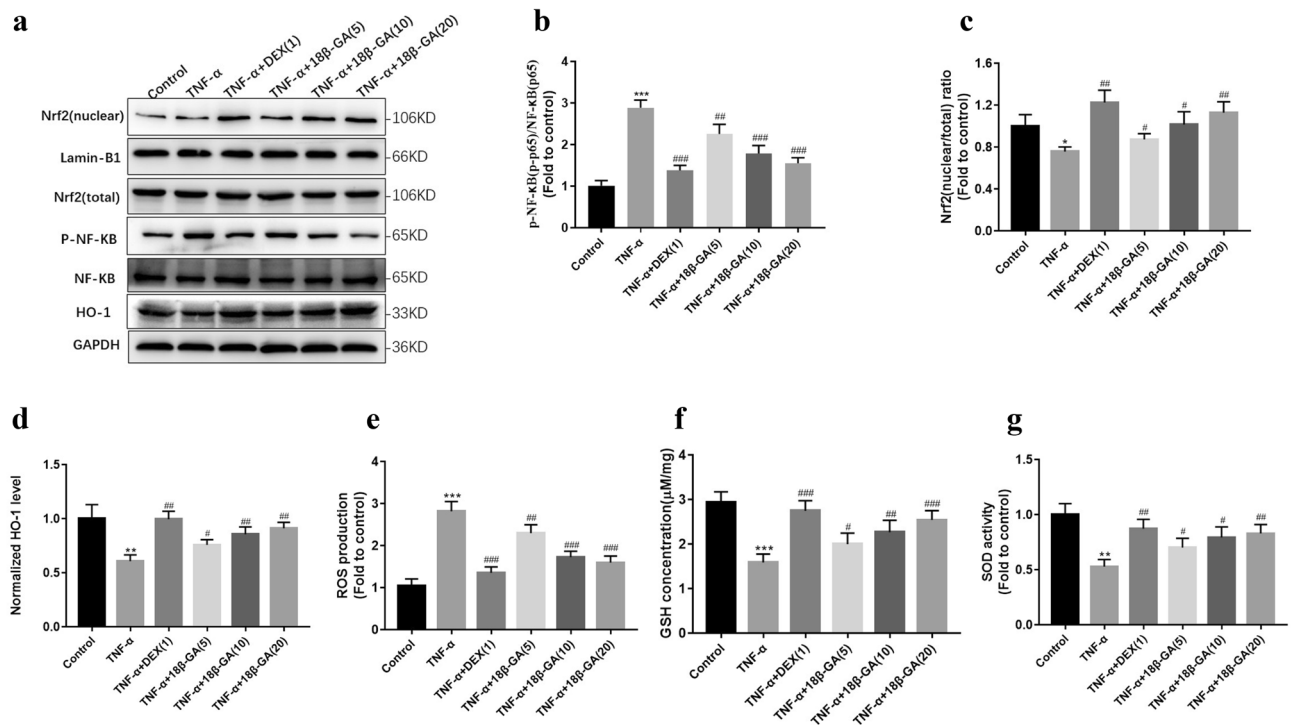 a
Control
TNF-α
TNF-α+DEX(1)
TNF-α+18β-GA(5)
TNF-α+18β-GA(10)
TNF-α+18β-GA(20)
Nrf2(nuclear)
-106KD
Lamin-B1
-66KD
Nrf2(total)
-106KD
P-NF-KB
-65KD
NF-KB
-65KD
HO-1
-33KD
GAPDH
-36KD
b
p-NF-κB(p-p65)/NF-κB(p65)
(Fold to control)
4
3
2
1
0
***
###
##
###
###
Control
TNF-α
TNF-α+DEX(1)
TNF-α+18β-GA(5)
TNF-α+18β-GA(10)
TNF-α+18β-GA(20)
c
Nrf2(nuclear/total) ratio
(Fold to control)
1.6
1.2
0.8
0.4
0.0
*
##
#
#
##
Control
TNF-α
TNF-α+DEX(1)
TNF-α+18β-GA(5)
TNF-α+18β-GA(10)
TNF-α+18β-GA(20)
d
Normalized HO-1 level
1.5
1.0
0.5
0.0
**
##
#
##
##
Control
TNF-α
TNF-α+DEX(1)
TNF-α+18β-GA(5)
TNF-α+18β-GA(10)
TNF-α+18β-GA(20)
e
ROS production
(Fold to control)
4
3
2
1
0
***
###
##
###
###
Control
TNF-α
TNF-α+DEX(1)
TNF-α+18β-GA(5)
TNF-α+18β-GA(10)
TNF-α+18β-GA(20)
f
GSH concentration(μM/mg)
4
3
2
1
0
***
###
#
##
###
Control
TNF-α
TNF-α+DEX(1)
TNF-α+18β-GA(5)
TNF-α+18β-GA(10)
TNF-α+18β-GA(20)
g
SOD activity
(Fold to control)
1.5
1.0
0.5
0.0
**
##
#
#
##
Control
TNF-α
TNF-α+DEX(1)
TNF-α+18β-GA(5)
TNF-α+18β-GA(10)
TNF-α+18β-GA(20)